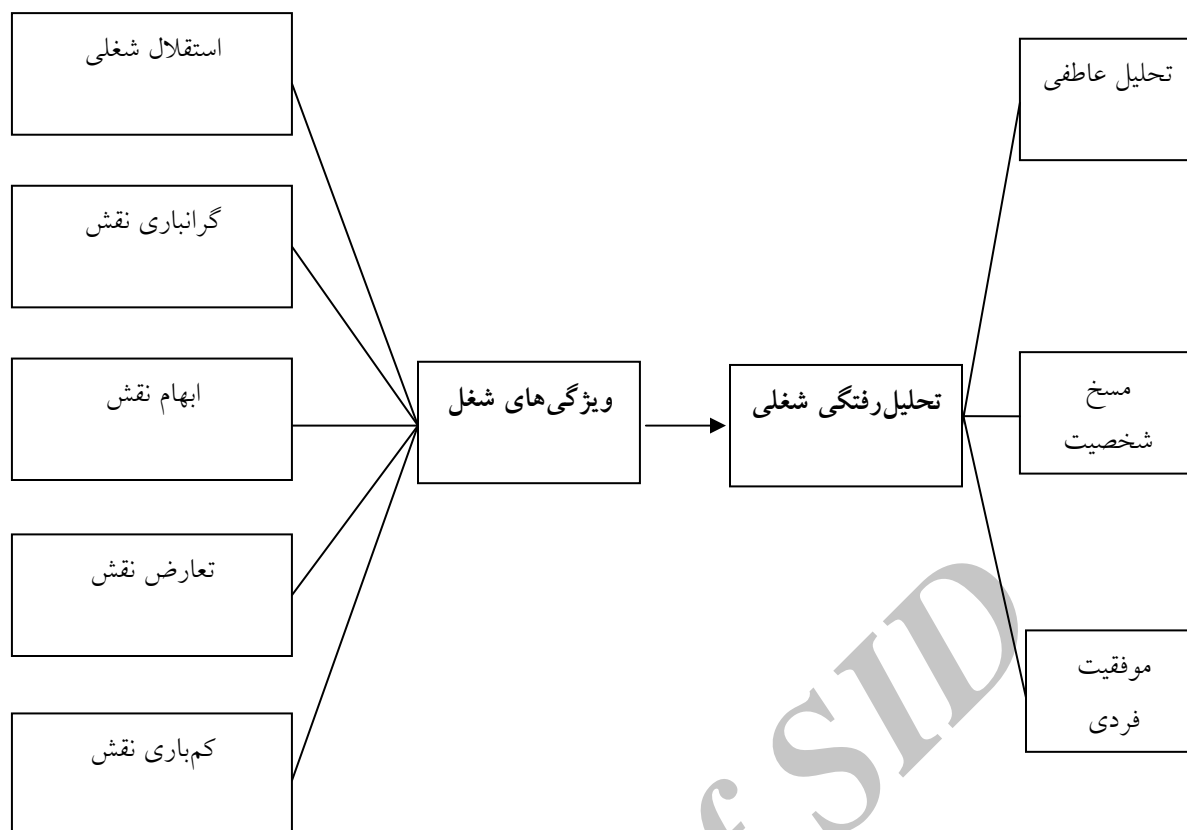 استقلال شغلی
گرانباری نقش
ابهام نقش
تعارض نقش
کم‌باری نقش
ویژگی‌های شغل
تحلیل‌رفتگی شغلی
تحلیل عاطفی
مسخ
شخصیت
موفقیت
فردی
f SID